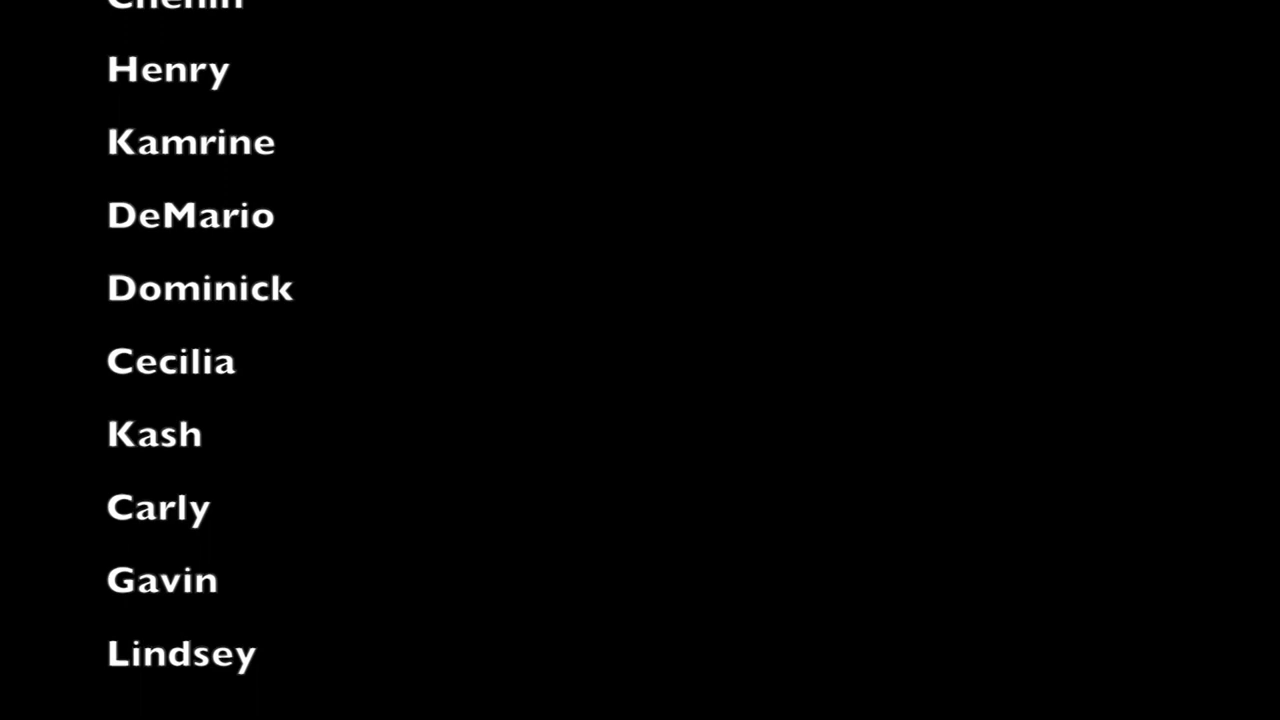 Henry
Kamrine
DeMario
Dominick
Cecilia
Kash
Carly
Gavin
Lindsey